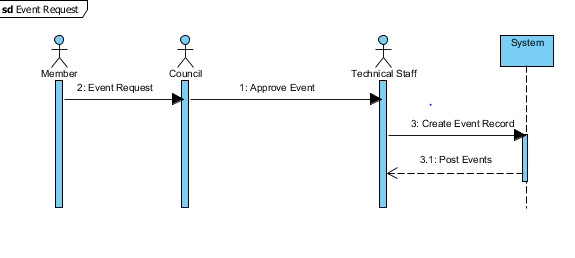 sd Event Request
System
Member
Council
Technical Staff
2: Event Request
1: Approve Event
3: Create Event Record
3.1: Post Events